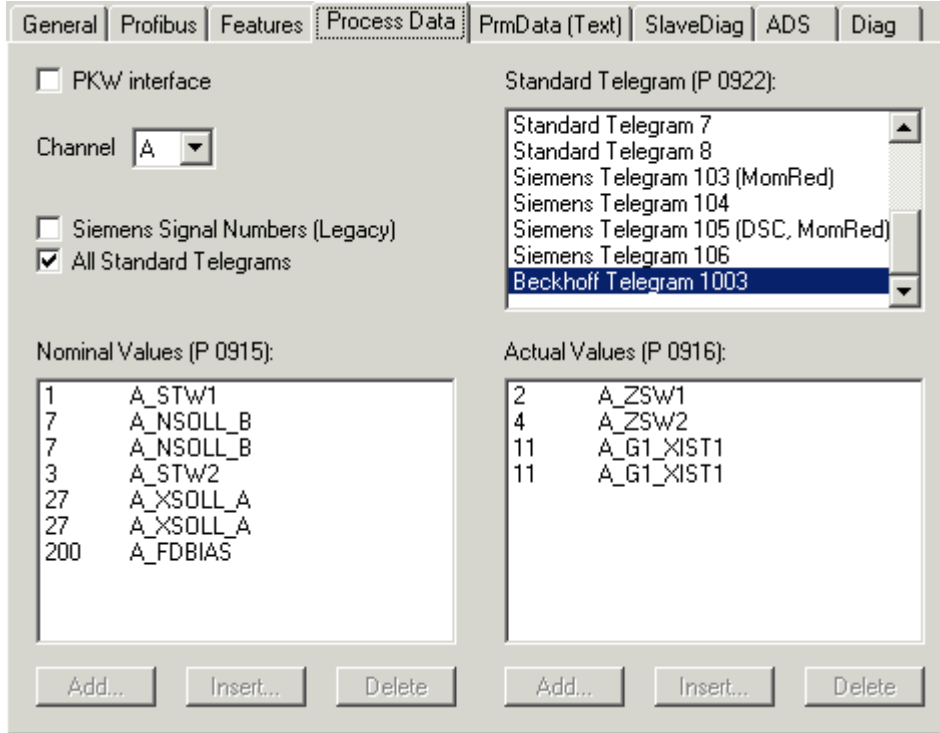 General Profibus Features Process Data PrmData (Text) SlaveDiag ADS Diag
PKW interface
Channel A
Siemens Signal Numbers (Legacy)
All Standard Telegrams
Standard Telegram (P 0922):
Standard Telegram 7
Standard Telegram 8
Siemens Telegram 103 (MomRed)
Siemens Telegram 104
Siemens Telegram 105 (DSC, MomRed)
Siemens Telegram 106
Beckhoff Telegram 1003
Nominal Values (P 0915):
1 A_STW1
7 A_NSOLL_B
7 A_NSOLL_B
3 A_STW2
27 A_XSOLL_A
27 A_XSOLL_A
200 A_FDBIAS
Add... Insert... Delete
Actual Values (P 0916):
2 A_ZSW1
4 A_ZSW2
11 A_G1_XIST1
11 A_G1_XIST1
Add... Insert... Delete